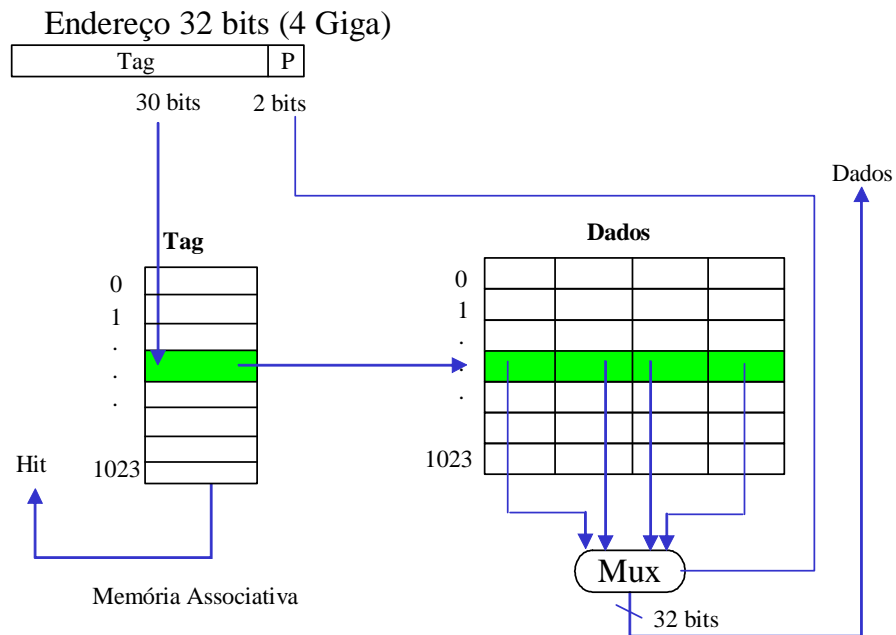 Endereço 32 bits (4 Giga)
Tag P
30 bits 2 bits
Dados
Tag
Dados
0
1
.
.
.
1023
0
1
.
.
.
1023
Hit
Mux
Memória Associativa
32 bits